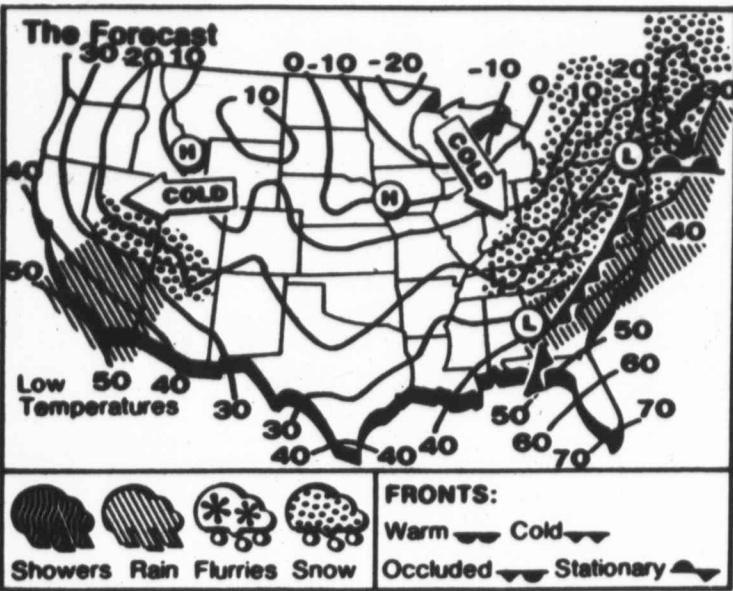 The Forecast
30 20 10 0 -10 -20 -10 0 10 20 30
10
H
L
COLD
COLD
40
H
40
50
L
50
Low Temperatures
50 40 30 30 40 40 40 50 60 70
60
70
Showers Rain Flurries Snow
FRONTS:
Warm Cold
Occluded Stationary